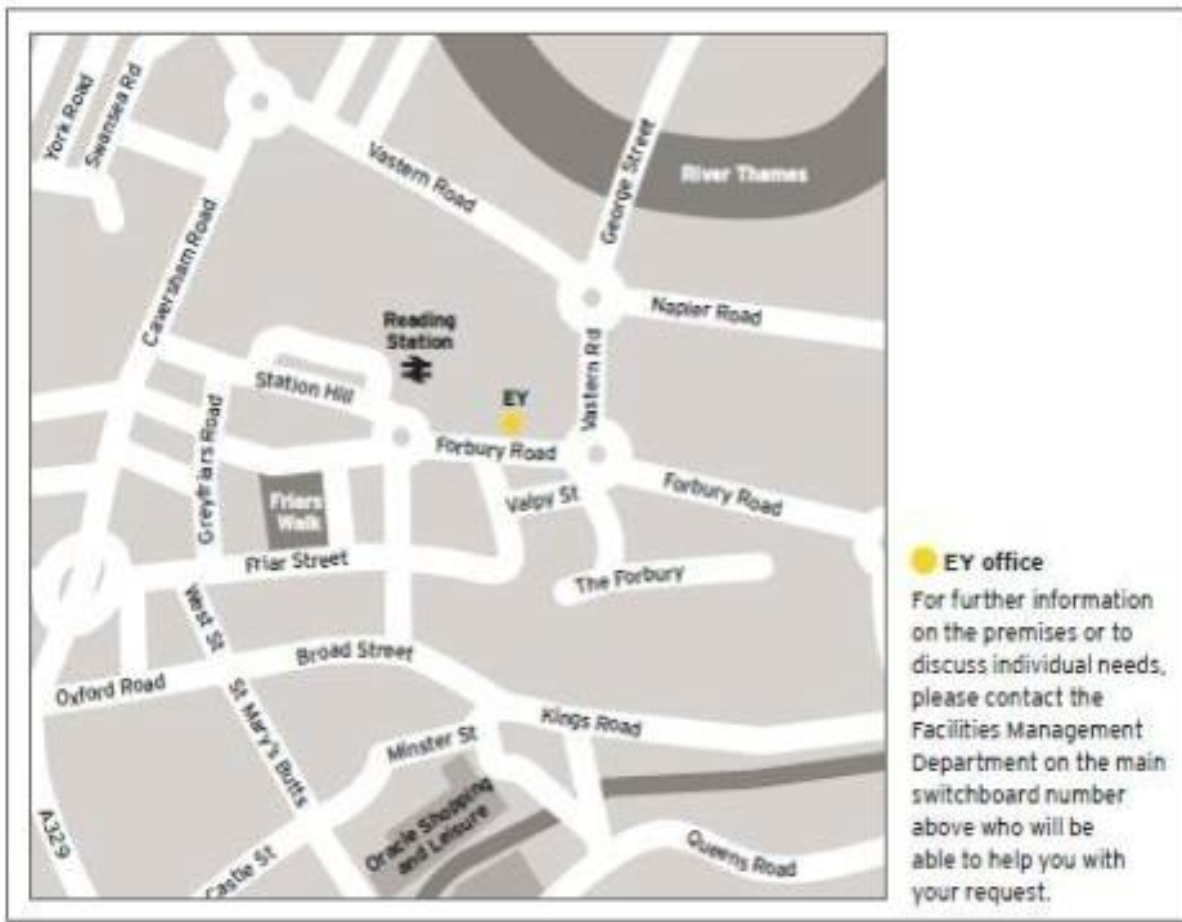 York Road
Swansea Rd
Vastern Road
George Street
River Thames
Caversham Road
Napier Road
Reading
Station
Vastern Rd
Station Hill
EY
Forbury Road
Greyfriars Road
Friars
Walk
Valpy St
Forbury Road
Friar Street
The Forbury
West St
Broad Street
Oxford Road
St Mary's Butts
Kings Road
Minster St
Oracle Shopping
and Leisure
A329
Castle St
Queens Road
EY office
For further information
on the premises or to
discuss individual needs,
please contact the
Facilities Management
Department on the main
switchboard number
above who will be
able to help you with
your request.